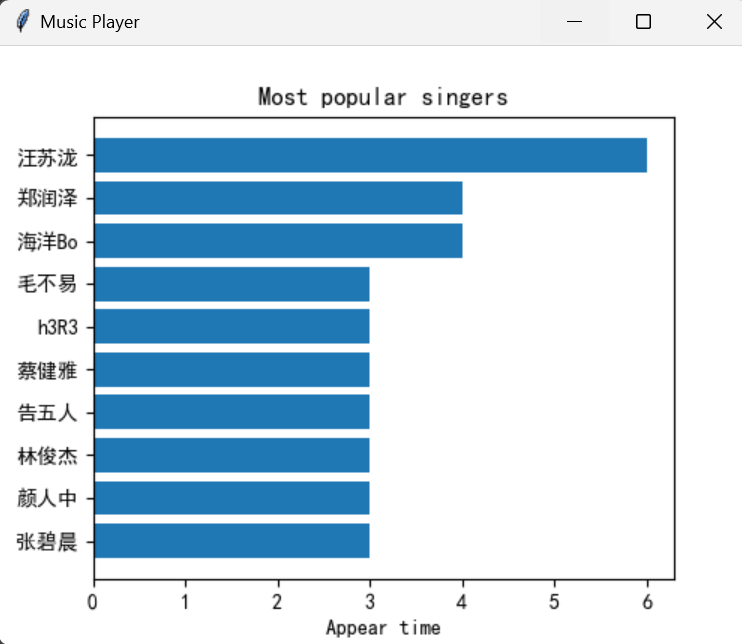 Music Player
Most popular singers
汪苏泷
郑润泽
海洋Bo
毛不易
h3R3
蔡健雅
告五人
林俊杰
颜人中
张碧晨
0 1 2 3 4 5 6
Appear time